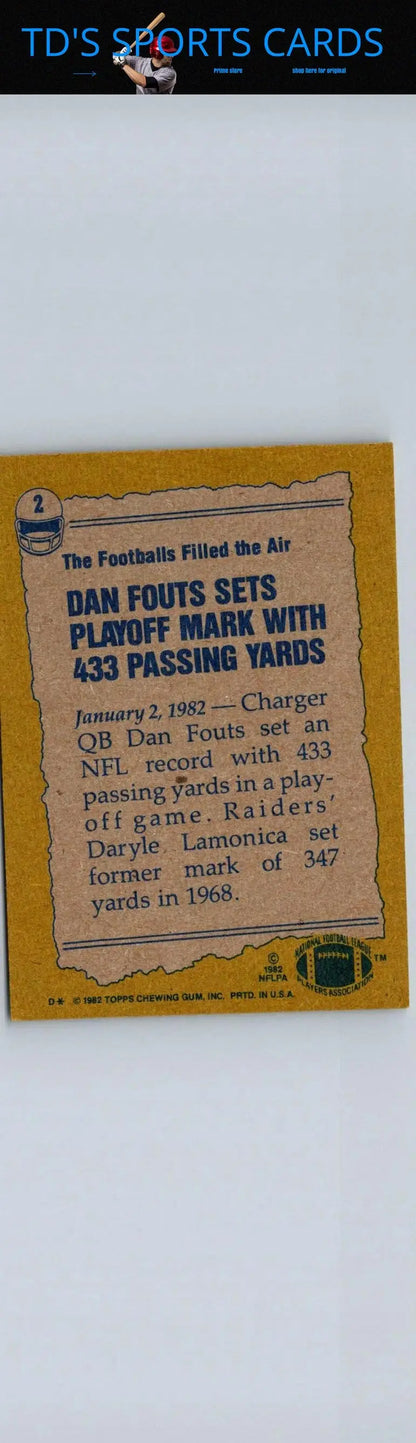 TD'S SPORTS CARDS
prime store
shop here for original
2
The Footballs Filled the Air
DAN FOUTS SETS
PLAYOFF MARK WITH
433 PASSING YARDS
January 2, 1982 — Charger
QB Dan Fouts set an
NFL record with 433
passing yards in a play-
off game. Raiders'
Daryle Lamonica set
former mark of 347
yards in 1968.
NATIONAL FOOTBALL LEAGUE
PLAYERS ASSOCIATION
TM
©
1982
NFLPA
D* © 1982 TOPPS CHEWING GUM, INC. PRTD. IN U.S.A.